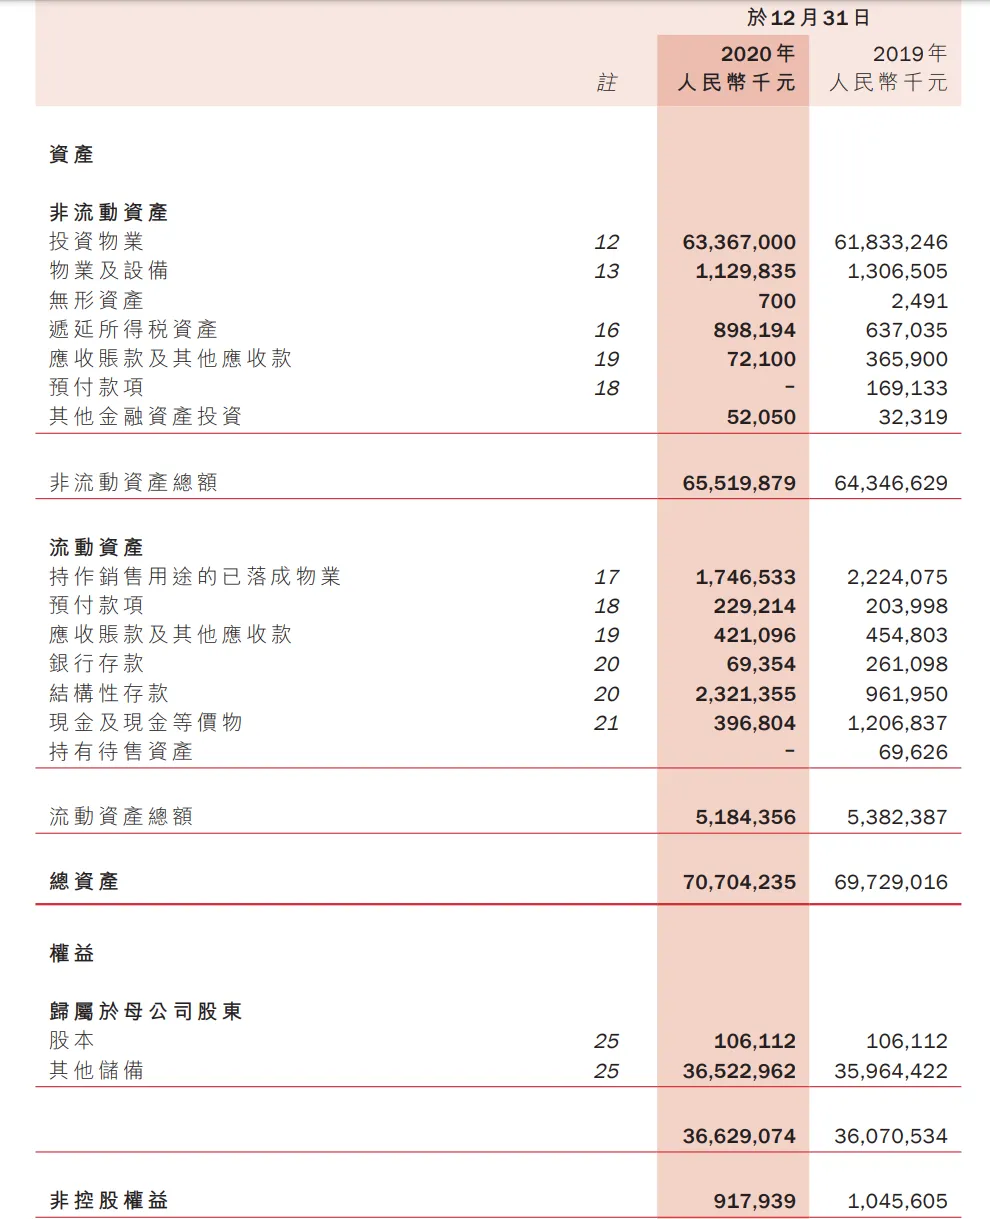 於12月31日
2020年 2019年
註 人民幣千元 人民幣千元
資產
非流動資產
投資物業 12 63,367,000 61,833,246
物業及設備 13 1,129,835 1,306,505
無形資產 700 2,491
遞延所得稅資產 16 898,194 637,035
應收賬款及其他應收款 19 72,100 365,900
預付款項 18 – 169,133
其他金融資產投資 52,050 32,319
非流動資產總額 65,519,879 64,346,629
流動資產
持作銷售用途的已落成物業 17 1,746,533 2,224,075
預付款項 18 229,214 203,998
應收賬款及其他應收款 19 421,096 454,803
銀行存款 20 69,354 261,098
結構性存款 20 2,321,355 961,950
現金及現金等價物 21 396,804 1,206,837
持有待售資產 – 69,626
流動資產總額 5,184,356 5,382,387
總資產 70,704,235 69,729,016
權益
歸屬於母公司股東
股本 25 106,112 106,112
其他儲備 25 36,522,962 35,964,422
36,629,074 36,070,534
非控股權益 917,939 1,045,605